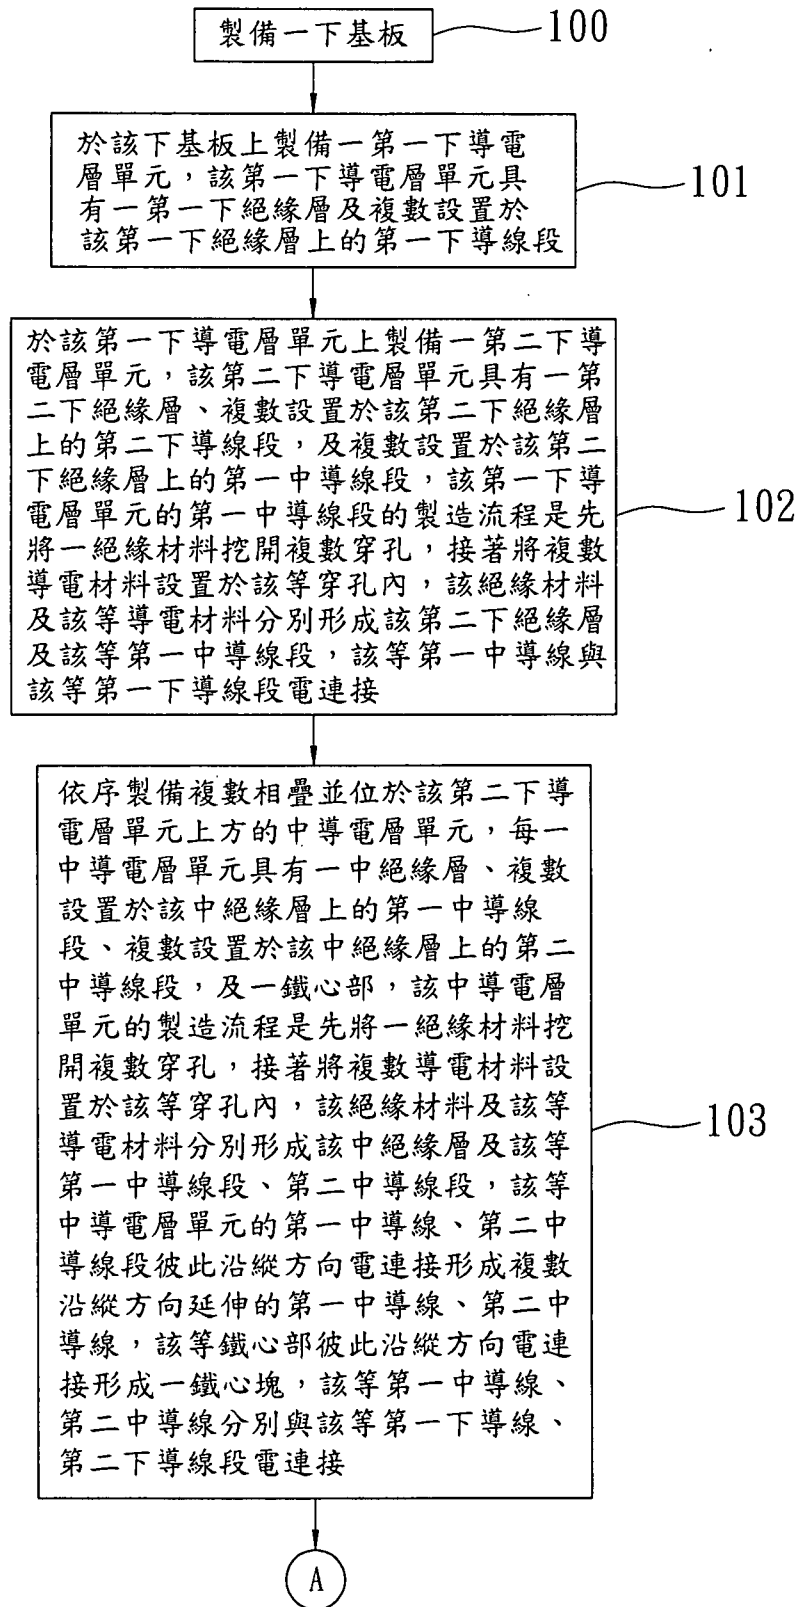 製備一下基板
100
於該下基板上製備一第一下導電
層單元，該第一下導電層單元具
有一第一下絕緣層及複數設置於
該第一下絕緣層上的第一下導線段
101
於該第一下導電層單元上製備一第二下導
電層單元，該第二下導電層單元具有一第
二下絕緣層、複數設置於該第二下絕緣層
上的第二下導線段，及複數設置於該第二
下絕緣層上的第一中導線段，該第一下導
電層單元的第一中導線段的製造流程是先
將一絕緣材料挖開複數穿孔，接著將複數
導電材料設置於該等穿孔內，該絕緣材料
及該等導電材料分別形成該第二下絕緣層
及該等第一中導線段，該等第一中導線與
該等第一下導線段電連接
102
依序製備複數相疊並位於該第二下導
電層單元上方的中導電層單元，每一
中導電層單元具有一中絕緣層、複數
設置於該中絕緣層上的第一中導線
段、複數設置於該中絕緣層上的第二
中導線段，及一鐵心部，該中導電層
單元的製造流程是先將一絕緣材料挖
開複數穿孔，接著將複數導電材料設
置於該等穿孔內，該絕緣材料及該等
導電材料分別形成該中絕緣層及該等
第一中導線段、第二中導線段，該等
中導電層單元的第一中導線、第二中
導線段彼此沿縱方向電連接形成複數
沿縱方向延伸的第一中導線、第二中
導線，該等鐵心部彼此沿縱方向電連
接形成一鐵心塊，該等第一中導線、
第二中導線分別與該等第一下導線、
第二下導線段電連接
103
A